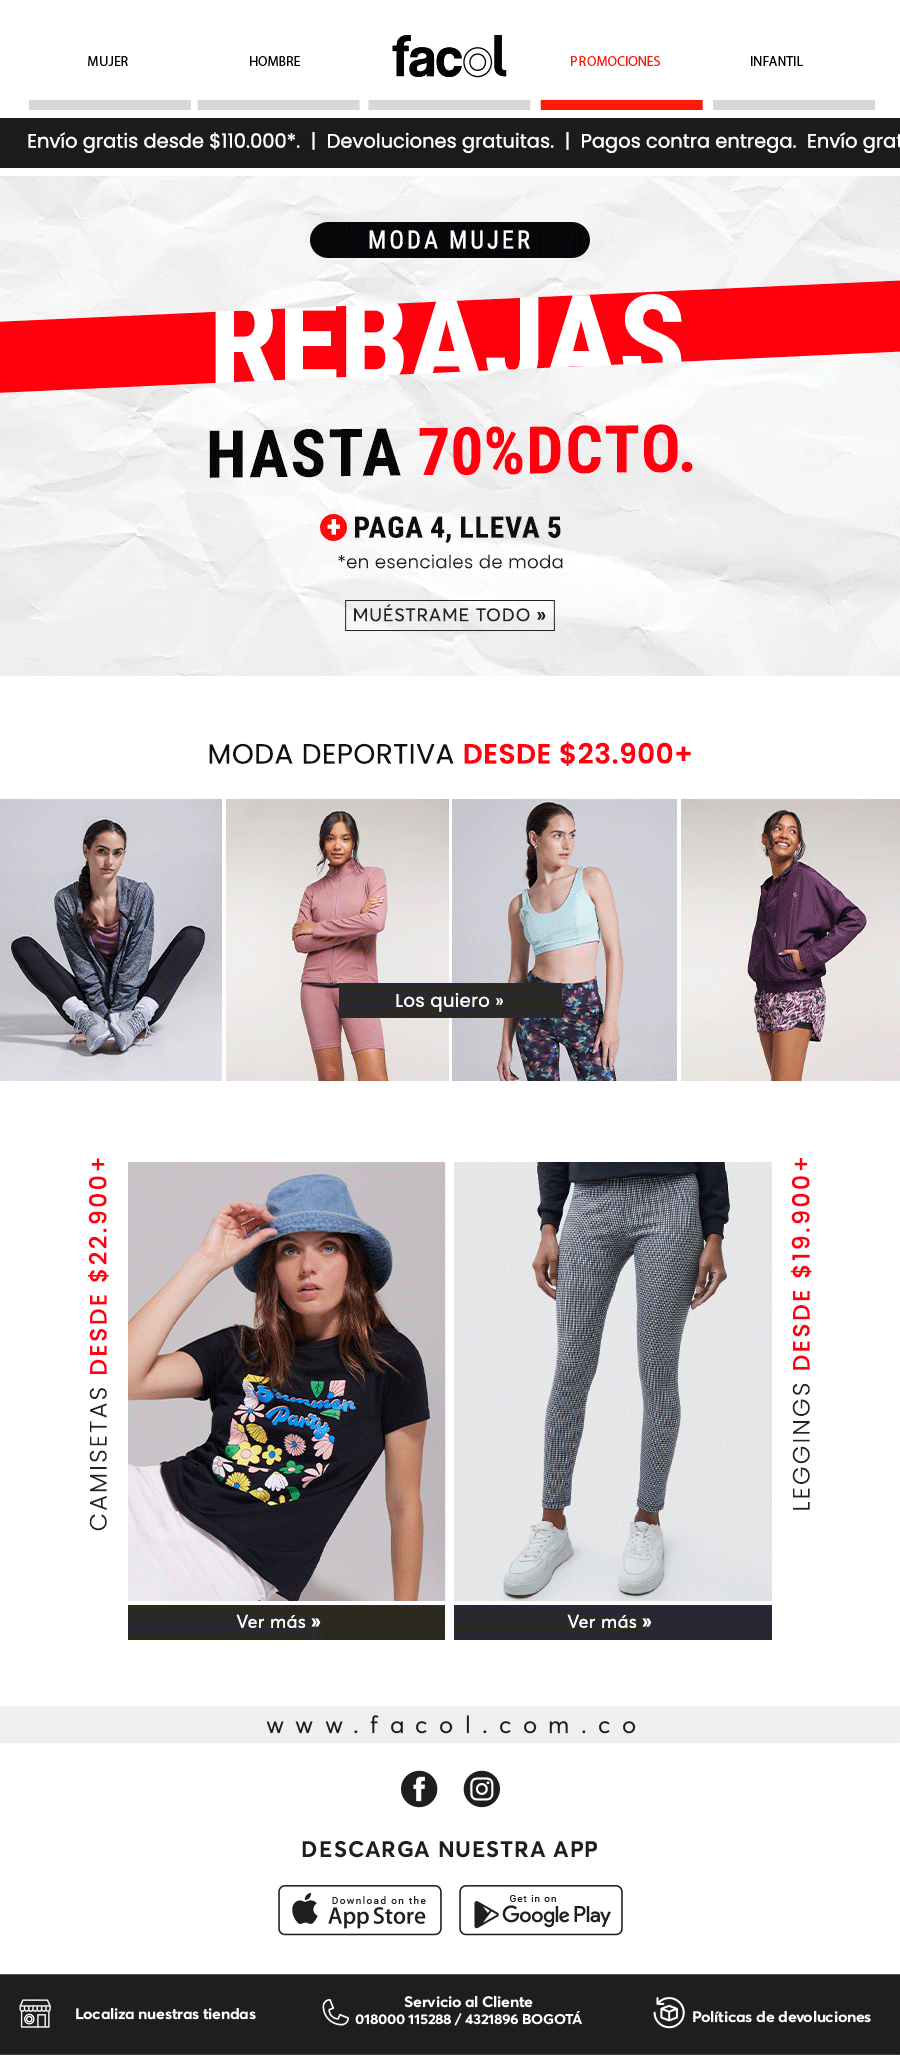 MUJER
HOMBRE
facol
PROMOCIONES
INFANTIL
Envío gratis desde $110.000*. | Devoluciones gratuitas. | Pagos contra entrega. Envío grat
MODA MUJER
REBAJAS
HASTA 70%DCTO.
+ PAGA 4, LLEVA 5
*en esenciales de moda
MUÉSTRAME TODO »
MODA DEPORTIVA DESDE $23.900+
Los quiero »
CAMISETAS DESDE $22.900+
Summer
Party
LEGGINGS DESDE $19.900+
Ver más »
Ver más »
www.facol.com.co
DESCARGA NUESTRA APP
Download on the
App Store
Get in on
Google Play
Localiza nuestras tiendas
Servicio al Cliente
018000 115288 / 4321896 BOGOTÁ
Políticas de devoluciones